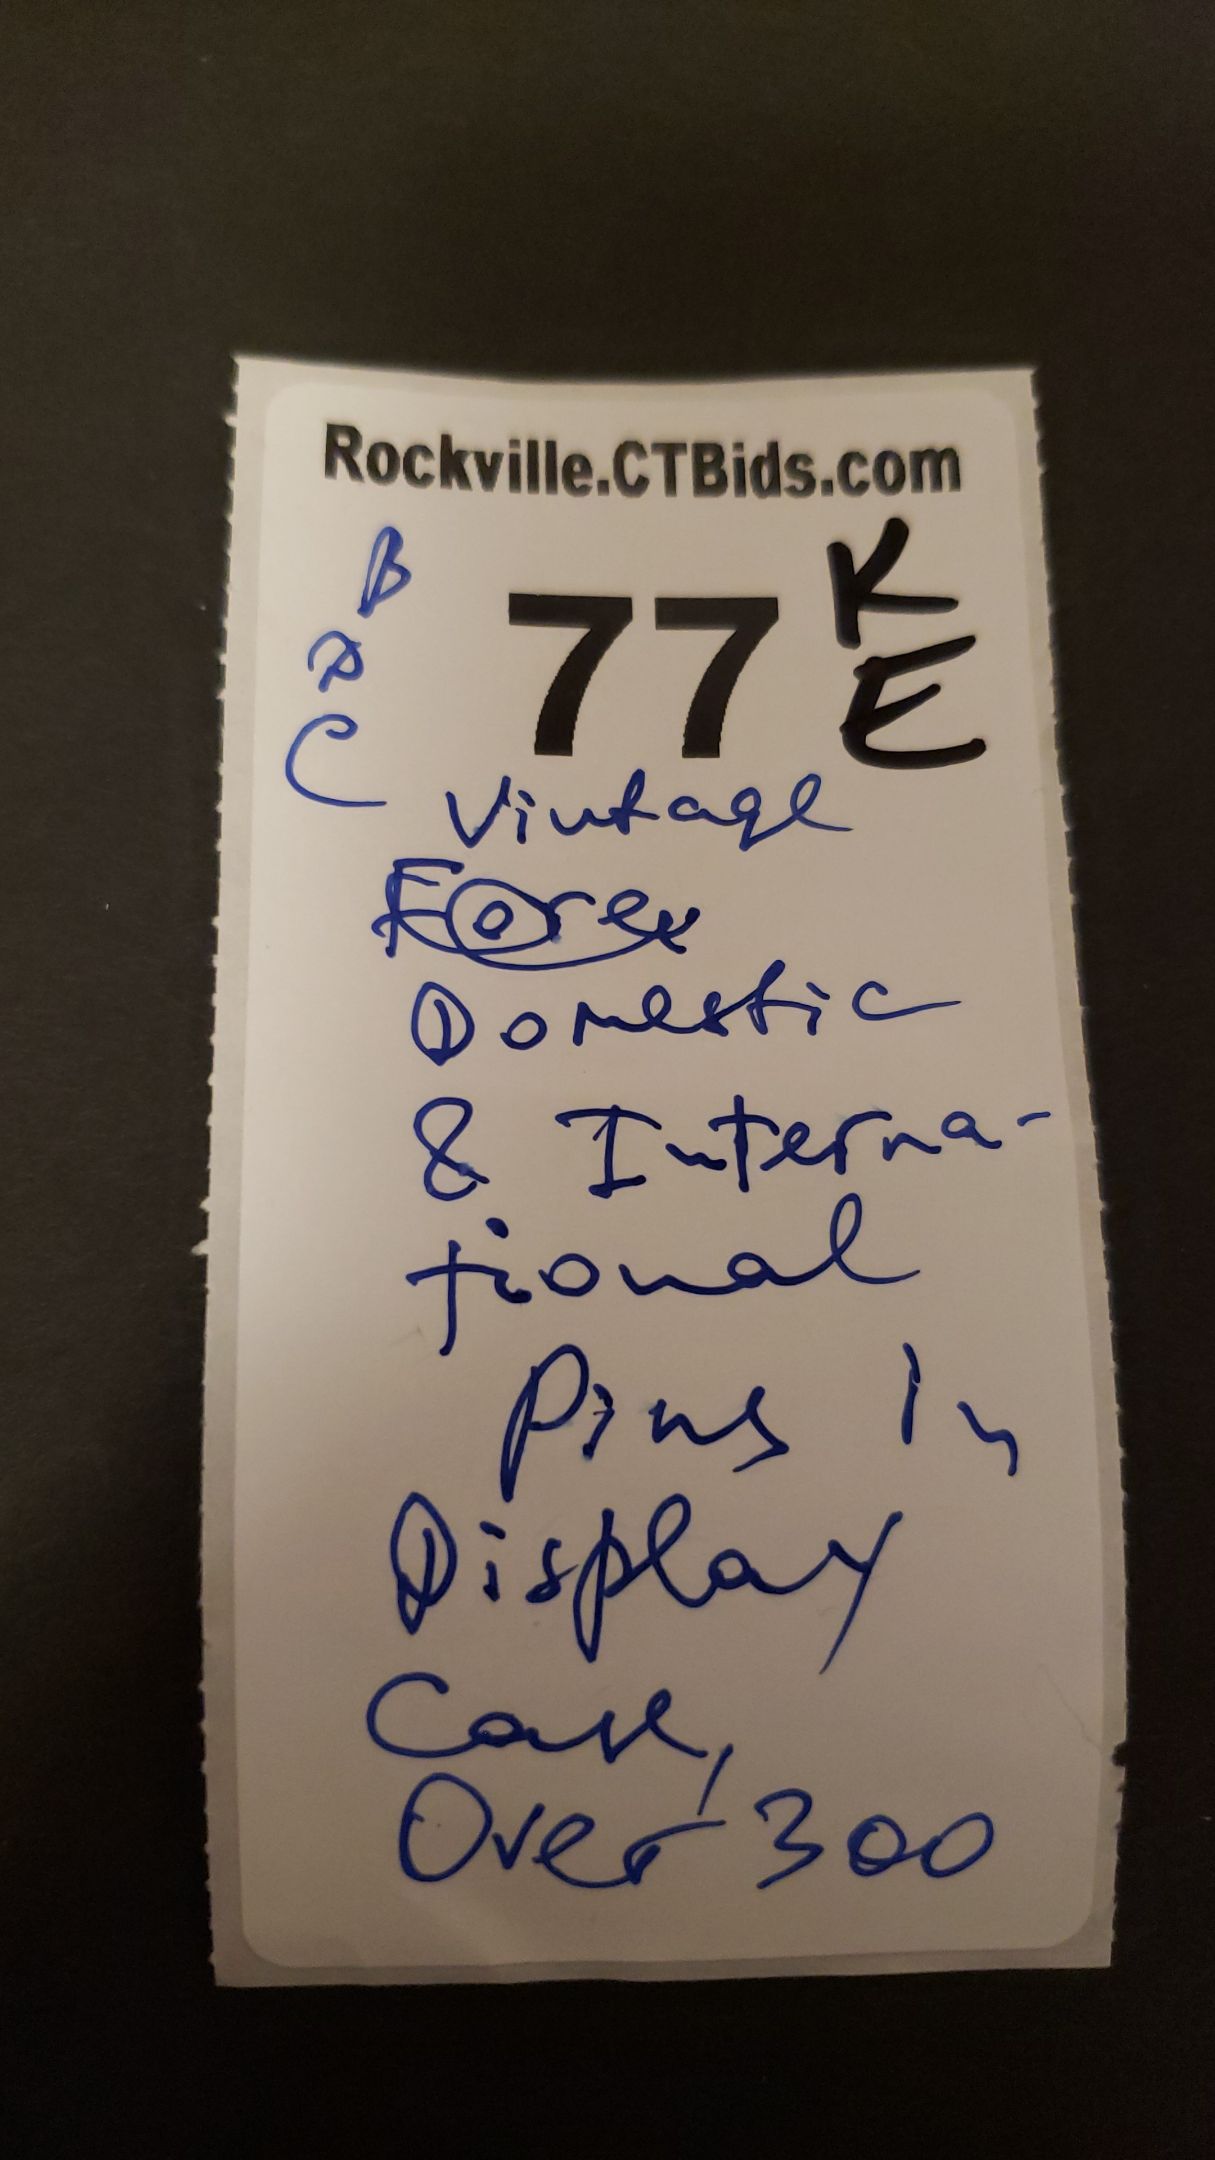 Rockville.CTBids.com
B
R
C
77
K
E
Vintage
Domestic
& Interna-
tional
Pins In
Display
Case,
Over 300